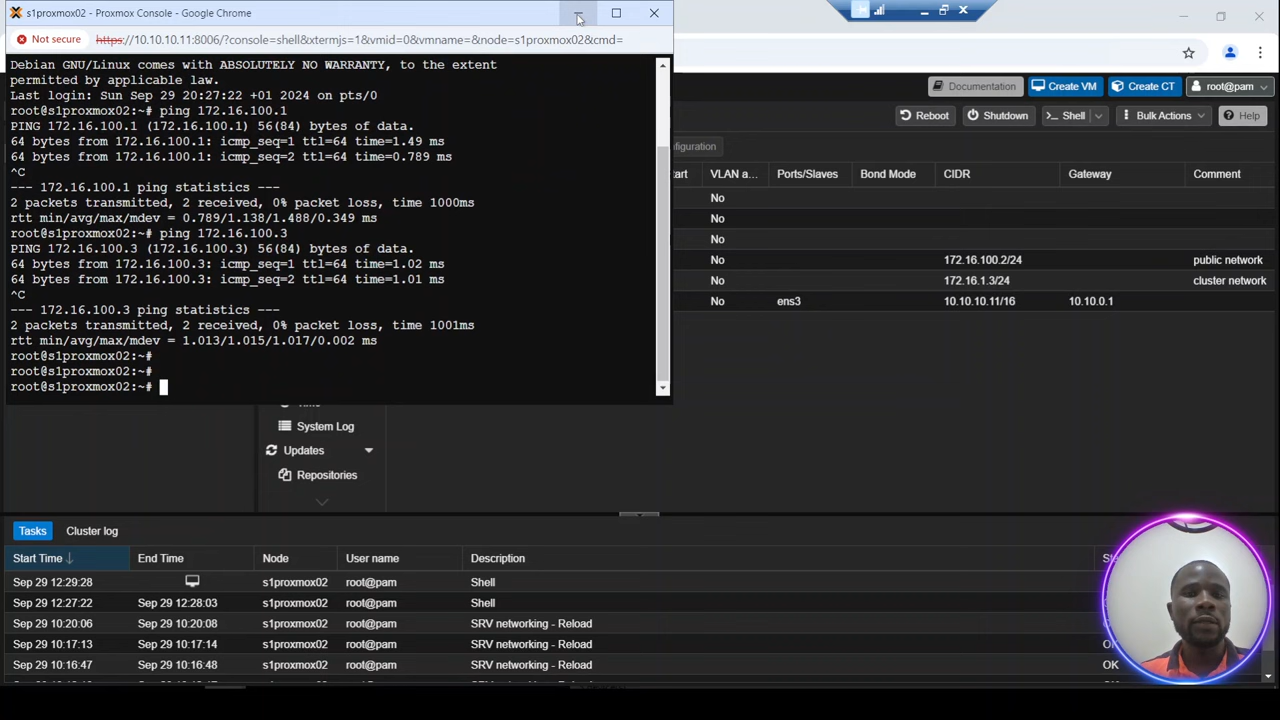 s1proxmox02 - Proxmox Console - Google Chrome
Not secure https://10.10.10.11:8006/?console=shell&xtermjs=1&vmid=0&vmname=&node=s1proxmox02&cmd=
Debian GNU/Linux comes with ABSOLUTELY NO WARRANTY, to the extent
permitted by applicable law.
Last login: Sun Sep 29 20:27:22 +01 2024 on pts/0
root@s1proxmox02:~# ping 172.16.100.1
PING 172.16.100.1 (172.16.100.1) 56(84) bytes of data.
64 bytes from 172.16.100.1: icmp_seq=1 ttl=64 time=1.49 ms
64 bytes from 172.16.100.1: icmp_seq=2 ttl=64 time=0.789 ms
^C
--- 172.16.100.1 ping statistics ---
2 packets transmitted, 2 received, 0% packet loss, time 1000ms
rtt min/avg/max/mdev = 0.789/1.138/1.488/0.349 ms
root@s1proxmox02:~# ping 172.16.100.3
PING 172.16.100.3 (172.16.100.3) 56(84) bytes of data.
64 bytes from 172.16.100.3: icmp_seq=1 ttl=64 time=1.02 ms
64 bytes from 172.16.100.3: icmp_seq=2 ttl=64 time=1.01 ms
^C
--- 172.16.100.3 ping statistics ---
2 packets transmitted, 2 received, 0% packet loss, time 1001ms
rtt min/avg/max/mdev = 1.013/1.015/1.017/0.002 ms
root@s1proxmox02:~#
root@s1proxmox02:~#
root@s1proxmox02:~#
Documentation Create VM Create CT root@pam
Reboot Shutdown >_ Shell Bulk Actions Help
figuration
tart VLAN a... Ports/Slaves Bond Mode CIDR Gateway Comment
No
No
No
No 172.16.100.2/24 public network
No 172.16.1.3/24 cluster network
No ens3 10.10.10.11/16 10.10.0.1
System Log
Updates
Repositories
Tasks Cluster log
Start Time End Time Node User name Description
Sep 29 12:29:28 s1proxmox02 root@pam Shell
Sep 29 12:27:22 Sep 29 12:28:03 s1proxmox02 root@pam Shell
Sep 29 10:20:06 Sep 29 10:20:08 s1proxmox02 root@pam SRV networking - Reload
Sep 29 10:17:13 Sep 29 10:17:14 s1proxmox02 root@pam SRV networking - Reload
Sep 29 10:16:47 Sep 29 10:16:48 s1proxmox02 root@pam SRV networking - Reload OK